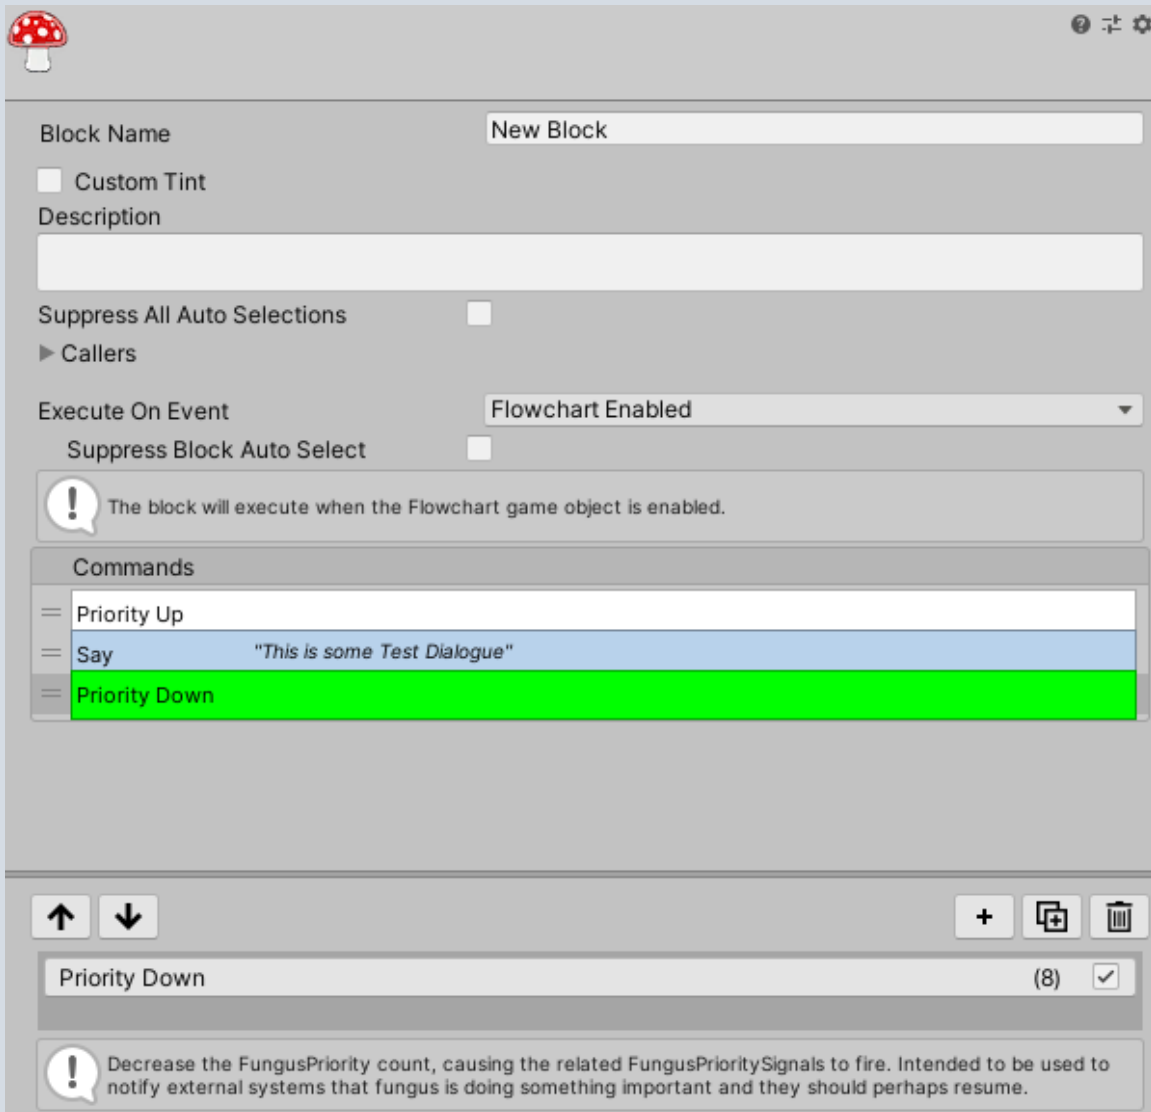 Block Name
New Block
Custom Tint
Description
Suppress All Auto Selections
Callers
Execute On Event
Flowchart Enabled
Suppress Block Auto Select
The block will execute when the Flowchart game object is enabled.
Commands
Priority Up
Say "This is some Test Dialogue"
Priority Down
+
Priority Down (8)
Decrease the FungusPriority count, causing the related FungusPrioritySignals to fire. Intended to be used to
notify external systems that fungus is doing something important and they should perhaps resume.